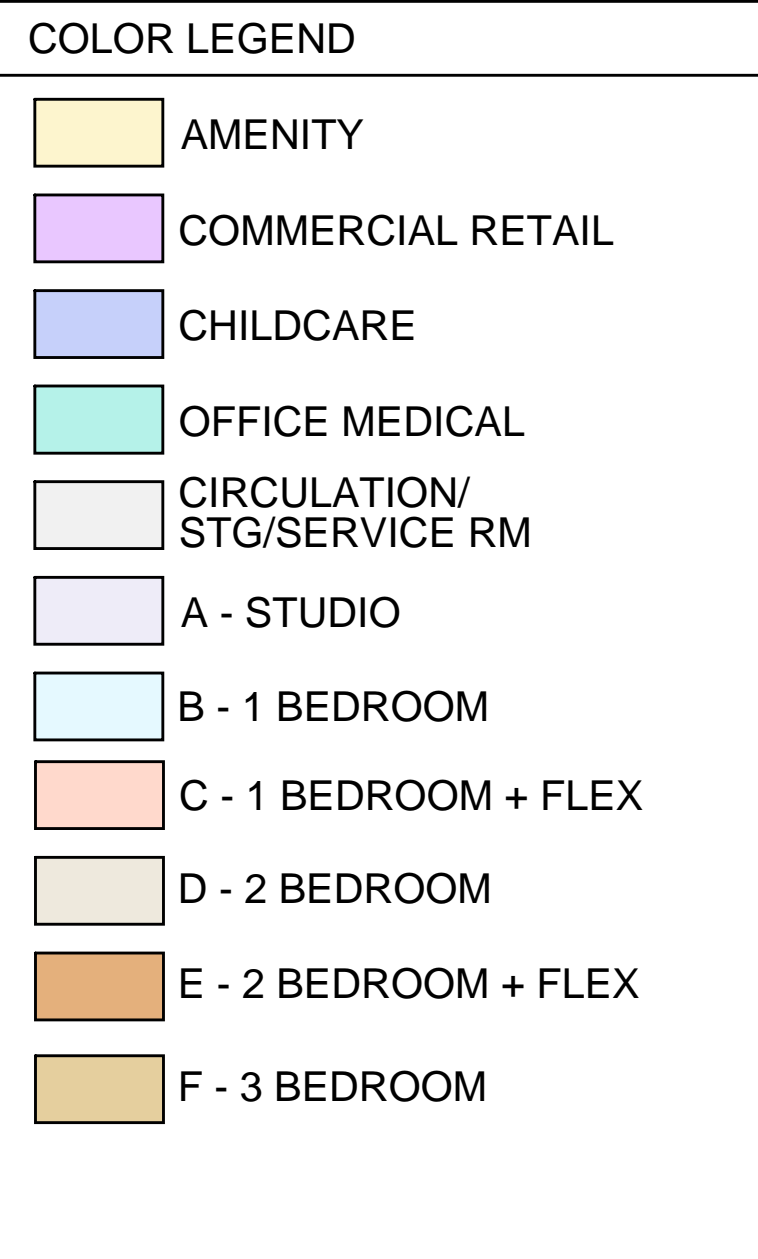 COLOR LEGEND
AMENITY
COMMERCIAL RETAIL
CHILDCARE
OFFICE MEDICAL
CIRCULATION/
STG/SERVICE RM
A - STUDIO
B - 1 BEDROOM
C - 1 BEDROOM + FLEX
D - 2 BEDROOM
E - 2 BEDROOM + FLEX
F - 3 BEDROOM